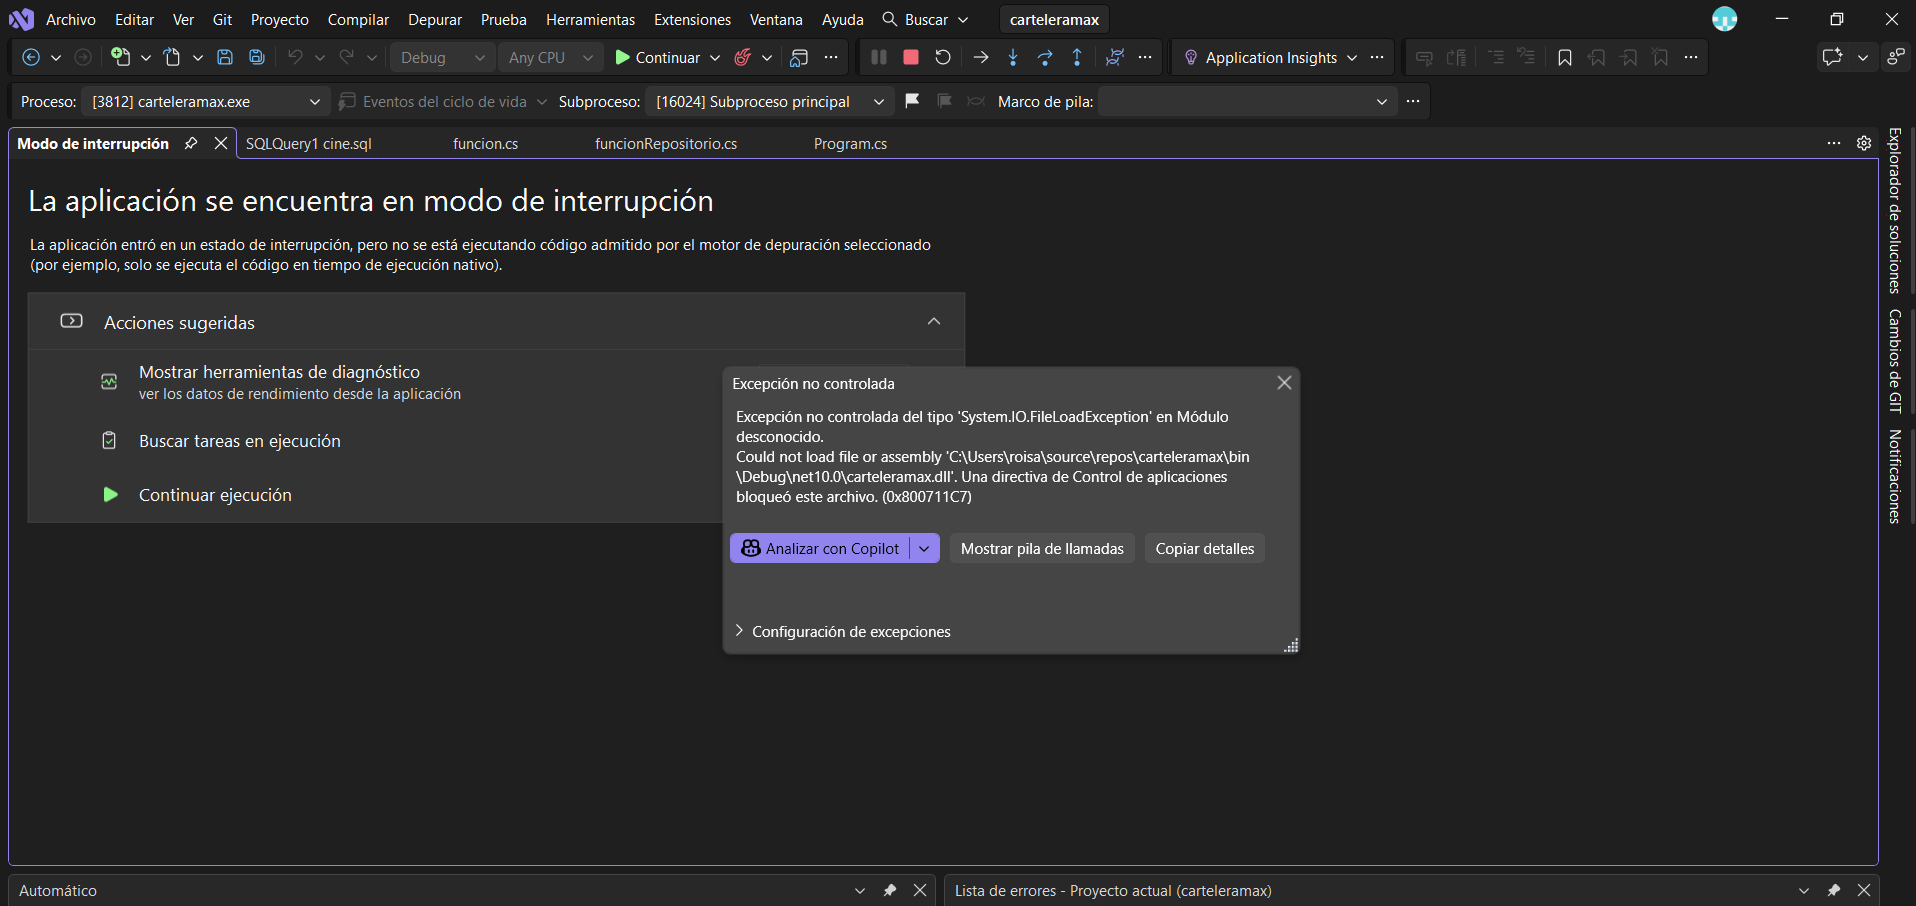 Archivo Editar Ver Git Proyecto Compilar Depurar Prueba Herramientas Extensiones Ventana Ayuda Buscar carteleramax
Debug Any CPU Continuar Application Insights
Proceso: [3812] carteleramax.exe Eventos del ciclo de vida Subproceso: [16024] Subproceso principal Marco de pila:
Modo de interrupción SQLQuery1 cine.sql funcion.cs funcionRepositorio.cs Program.cs
La aplicación se encuentra en modo de interrupción
La aplicación entró en un estado de interrupción, pero no se está ejecutando código admitido por el motor de depuración seleccionado
(por ejemplo, solo se ejecuta el código en tiempo de ejecución nativo).
Acciones sugeridas
Mostrar herramientas de diagnóstico
ver los datos de rendimiento desde la aplicación
Buscar tareas en ejecución
Continuar ejecución
Excepción no controlada
Excepción no controlada del tipo 'System.IO.FileLoadException' en Módulo
desconocido.
Could not load file or assembly 'C:\Users\roisa\source\repos\carteleramax\bin
\Debug\net10.0\carteleramax.dll'. Una directiva de Control de aplicaciones
bloqueó este archivo. (0x800711C7)
Analizar con Copilot Mostrar pila de llamadas Copiar detalles
Configuración de excepciones
Explorador de soluciones
Cambios de GIT
Notificaciones
Automático
Lista de errores - Proyecto actual (carteleramax)